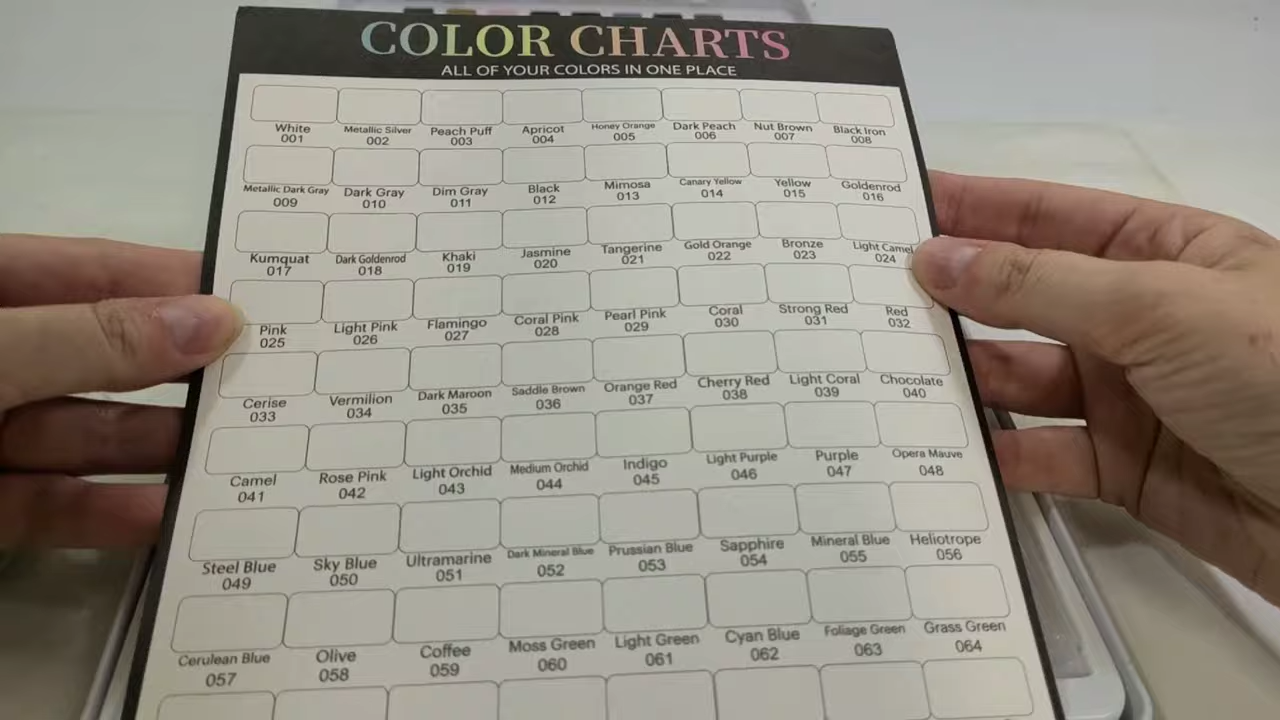 COLOR CHARTS
ALL OF YOUR COLORS IN ONE PLACE
White Metallic Silver Peach Puff Apricot Honey Orange Dark Peach Nut Brown Black Iron
001 002 003 004 005 006 007 008
Metallic Dark Gray Dark Gray Dim Gray Black Mimosa Canary Yellow Yellow Goldenrod
009 010 011 012 013 014 015 016
Kumquat Dark Goldenrod Khaki Jasmine Tangerine Gold Orange Bronze Light Camel
017 018 019 020 021 022 023 024
Pink Light Pink Flamingo Coral Pink Pearl Pink Coral Strong Red Red
025 026 027 028 029 030 031 032
Cerise Vermilion Dark Maroon Saddle Brown Orange Red Cherry Red Light Coral Chocolate
033 034 035 036 037 038 039 040
Camel Rose Pink Light Orchid Medium Orchid Indigo Light Purple Purple Opera Mauve
041 042 043 044 045 046 047 048
Steel Blue Sky Blue Ultramarine Dark Mineral Blue Prussian Blue Sapphire Mineral Blue Heliotrope
049 050 051 052 053 054 055 056
Cerulean Blue Olive Coffee Moss Green Light Green Cyan Blue Foliage Green Grass Green
057 058 059 060 061 062 063 064